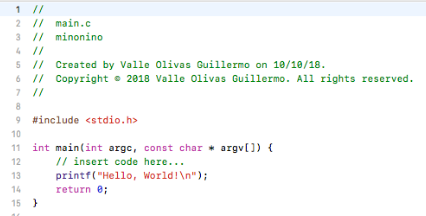 1 //
2 //  main.c
3 //  minonino
4 //
5 //  Created by Valle Olivas Guillermo on 10/10/18.
6 //  Copyright © 2018 Valle Olivas Guillermo. All rights reserved.
7 //
8
9 #include <stdio.h>
10
11 int main(int argc, const char * argv[]) {
12     // insert code here...
13     printf("Hello, World!\n");
14     return 0;
15 }